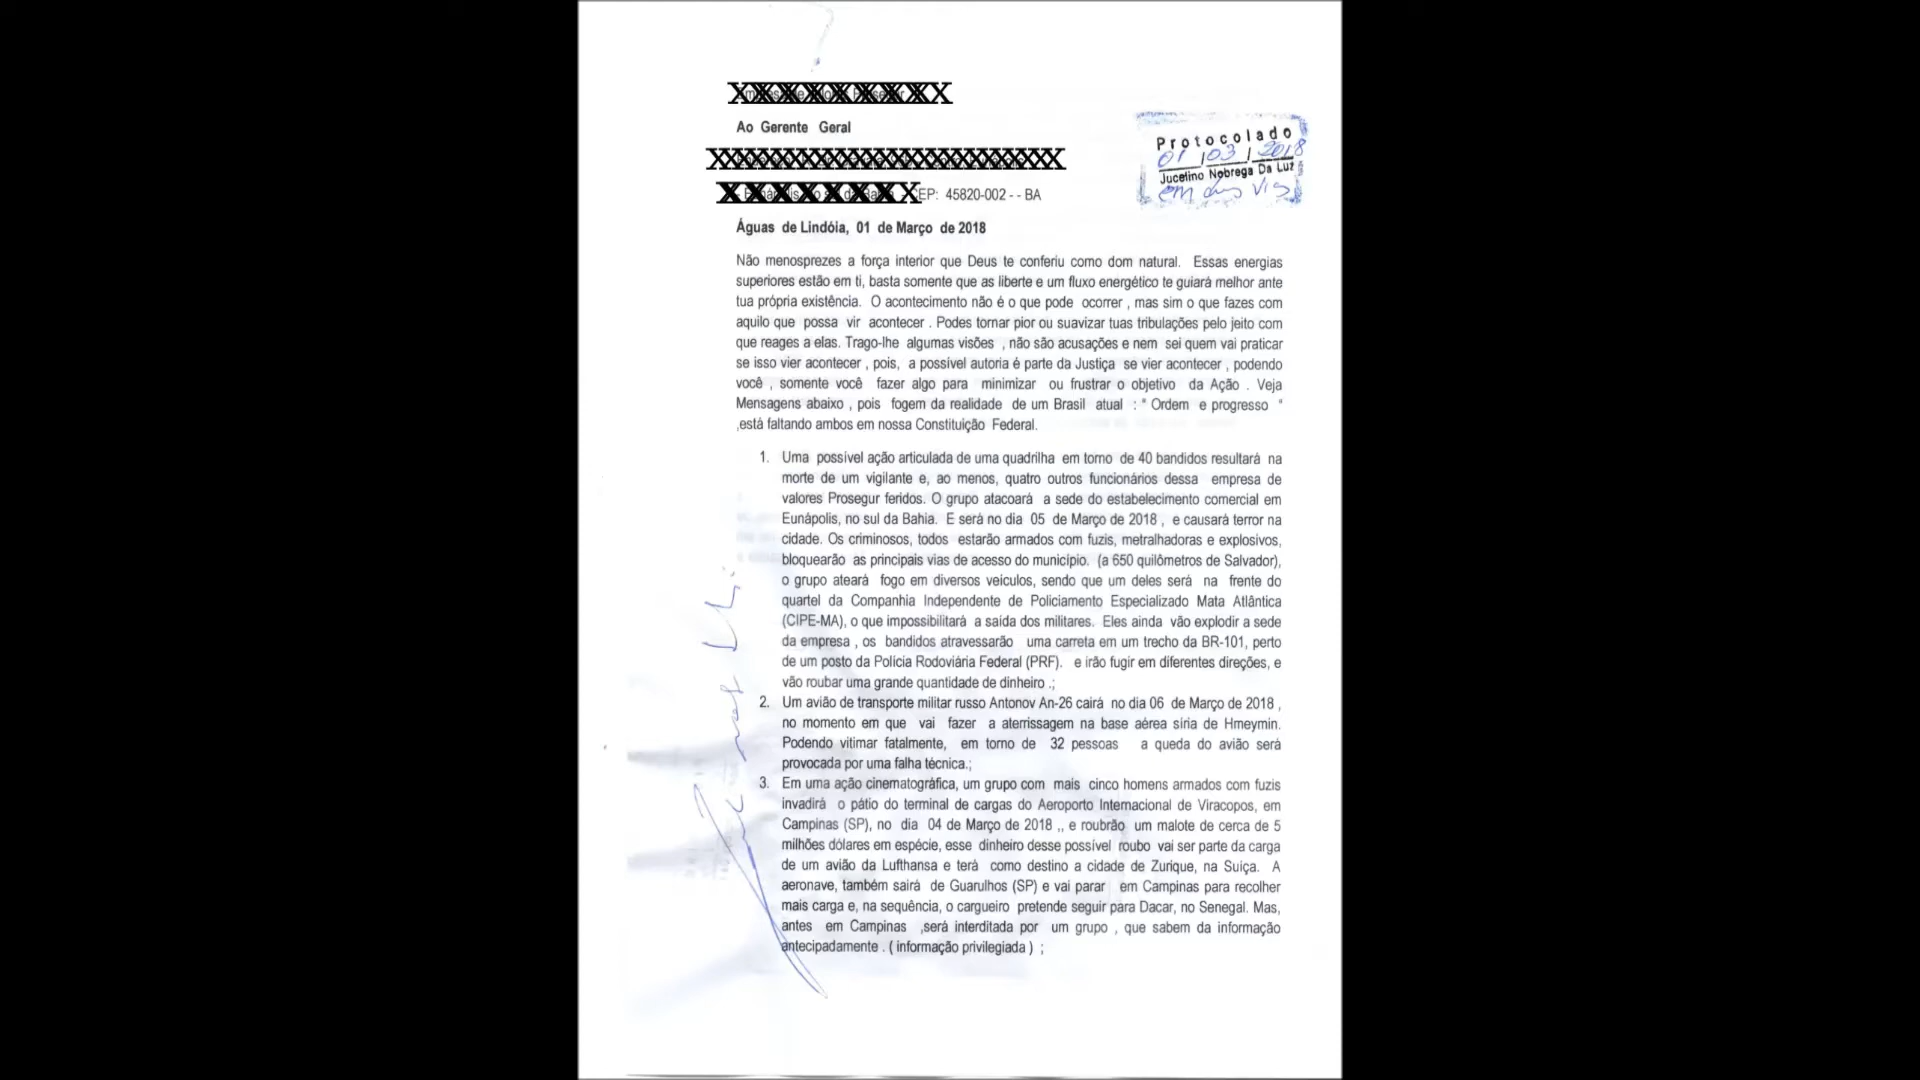 Ao Gerente Geral
CEP: 45820-002 - - BA
Protocolado
01 / 03 / 2018
Jucelino Nobrega Da Luz
em duas vias
Águas de Lindóia, 01 de Março de 2018
Não menosprezes a força interior que Deus te conferiu como dom natural. Essas energias
superiores estão em ti, basta somente que as liberte e um fluxo energético te guiará melhor ante
tua própria existência. O acontecimento não é o que pode ocorrer , mas sim o que fazes com
aquilo que possa vir acontecer . Podes tornar pior ou suavizar tuas tribulações pelo jeito com
que reages a elas. Trago-lhe algumas visões , não são acusações e nem sei quem vai praticar
se isso vier acontecer , pois, a possível autoria é parte da Justiça se vier acontecer , podendo
você , somente você fazer algo para minimizar ou frustrar o objetivo da Ação . Veja
Mensagens abaixo , pois fogem da realidade de um Brasil atual : “ Ordem e progresso “
,está faltando ambos em nossa Constituição Federal.
1. Uma possível ação articulada de uma quadrilha em torno de 40 bandidos resultará na
morte de um vigilante e, ao menos, quatro outros funcionários dessa empresa de
valores Prosegur feridos. O grupo atacoará a sede do estabelecimento comercial em
Eunápolis, no sul da Bahia. E será no dia 05 de Março de 2018 , e causará terror na
cidade. Os criminosos, todos estarão armados com fuzis, metralhadoras e explosivos,
bloquearão as principais vias de acesso do município. (a 650 quilômetros de Salvador),
o grupo ateará fogo em diversos veículos, sendo que um deles será na frente do
quartel da Companhia Independente de Policiamento Especializado Mata Atlântica
(CIPE-MA), o que impossibilitará a saída dos militares. Eles ainda vão explodir a sede
da empresa , os bandidos atravessarão uma carreta em um trecho da BR-101, perto
de um posto da Polícia Rodoviária Federal (PRF). e irão fugir em diferentes direções, e
vão roubar uma grande quantidade de dinheiro .;
2. Um avião de transporte militar russo Antonov An-26 cairá no dia 06 de Março de 2018 ,
no momento em que vai fazer a aterrissagem na base aérea síria de Hmeymin.
Podendo vitimar fatalmente, em torno de 32 pessoas a queda do avião será
provocada por uma falha técnica.;
3. Em uma ação cinematográfica, um grupo com mais cinco homens armados com fuzis
invadirá o pátio do terminal de cargas do Aeroporto Internacional de Viracopos, em
Campinas (SP), no dia 04 de Março de 2018 ,, e roubrão um malote de cerca de 5
milhões dólares em espécie, esse dinheiro desse possível roubo vai ser parte da carga
de um avião da Lufthansa e terá como destino a cidade de Zurique, na Suíça. A
aeronave, também sairá de Guarulhos (SP) e vai parar em Campinas para recolher
mais carga e, na sequência, o cargueiro pretende seguir para Dacar, no Senegal. Mas,
antes em Campinas ,será interditada por um grupo , que sabem da informação
antecipadamente . ( informação privilegiada ) ;